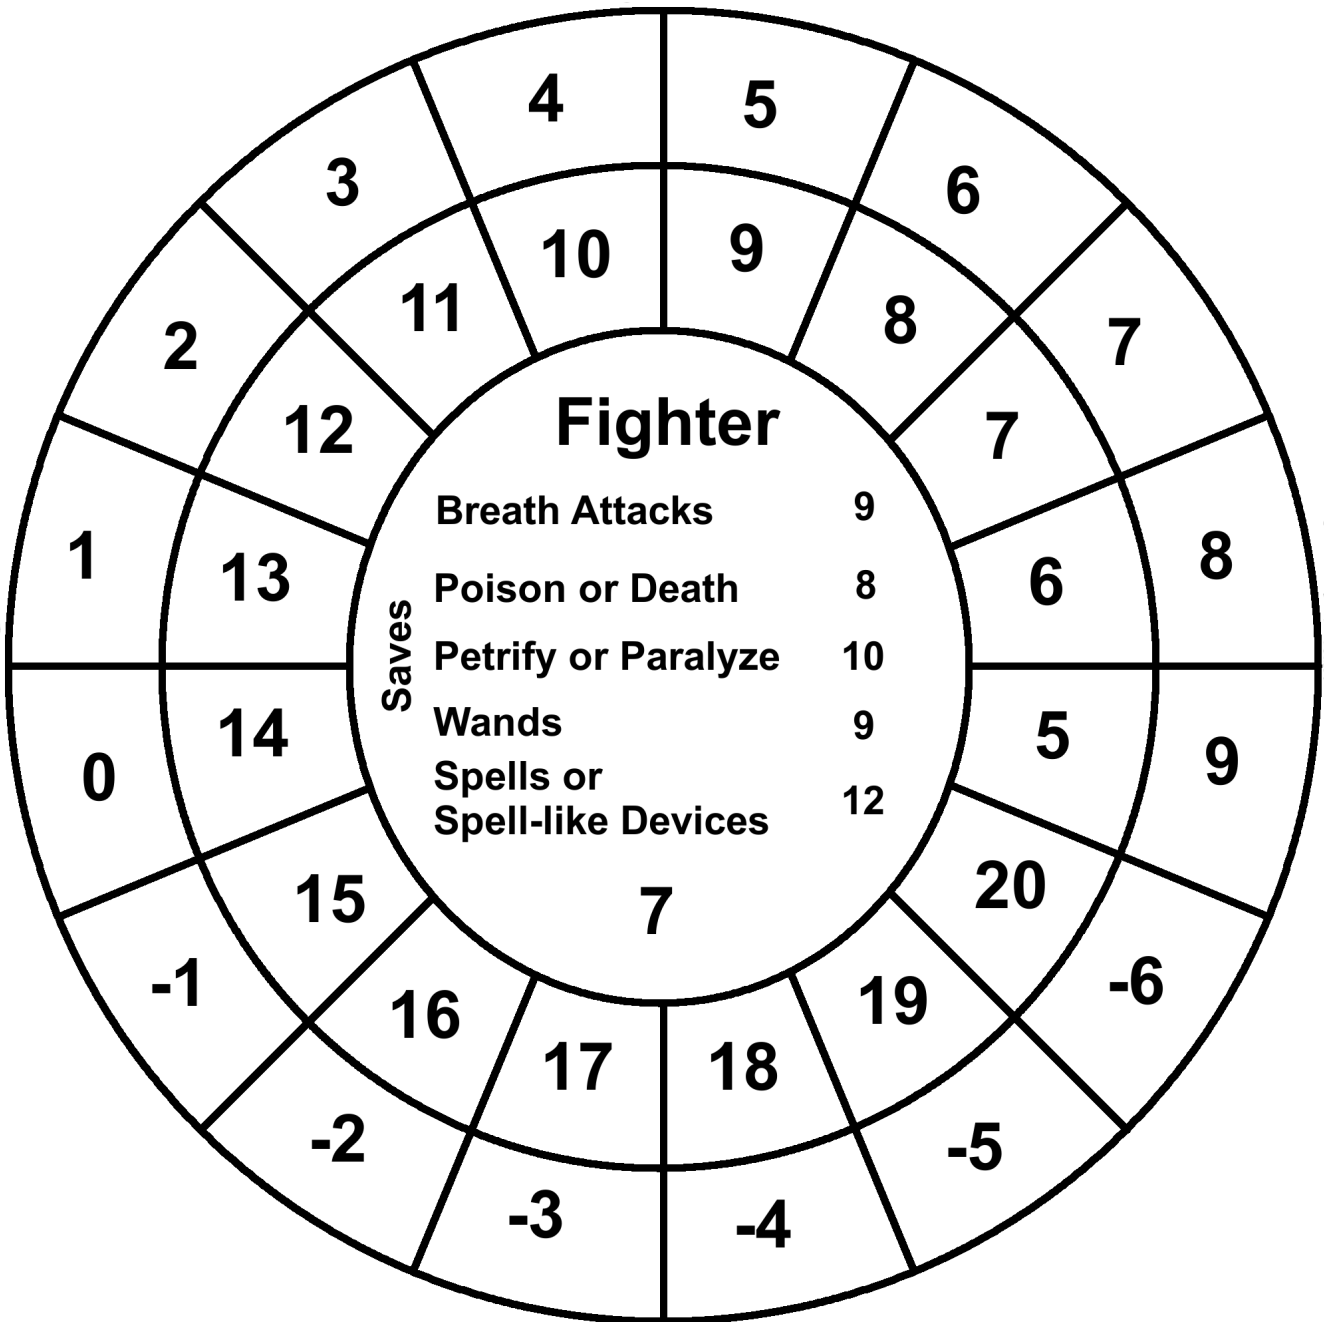 4 5
3 6
10 9
11 8
2 7
12 7
Fighter
Breath Attacks 9
1 13 6 8
Poison or Death 8
Saves
Petrify or Paralyze 10
Wands 9
0 14 5 9
Spells or
Spell-like Devices 12
15 20
7
-1 -6
16 19
17 18
-2 -5
-3 -4